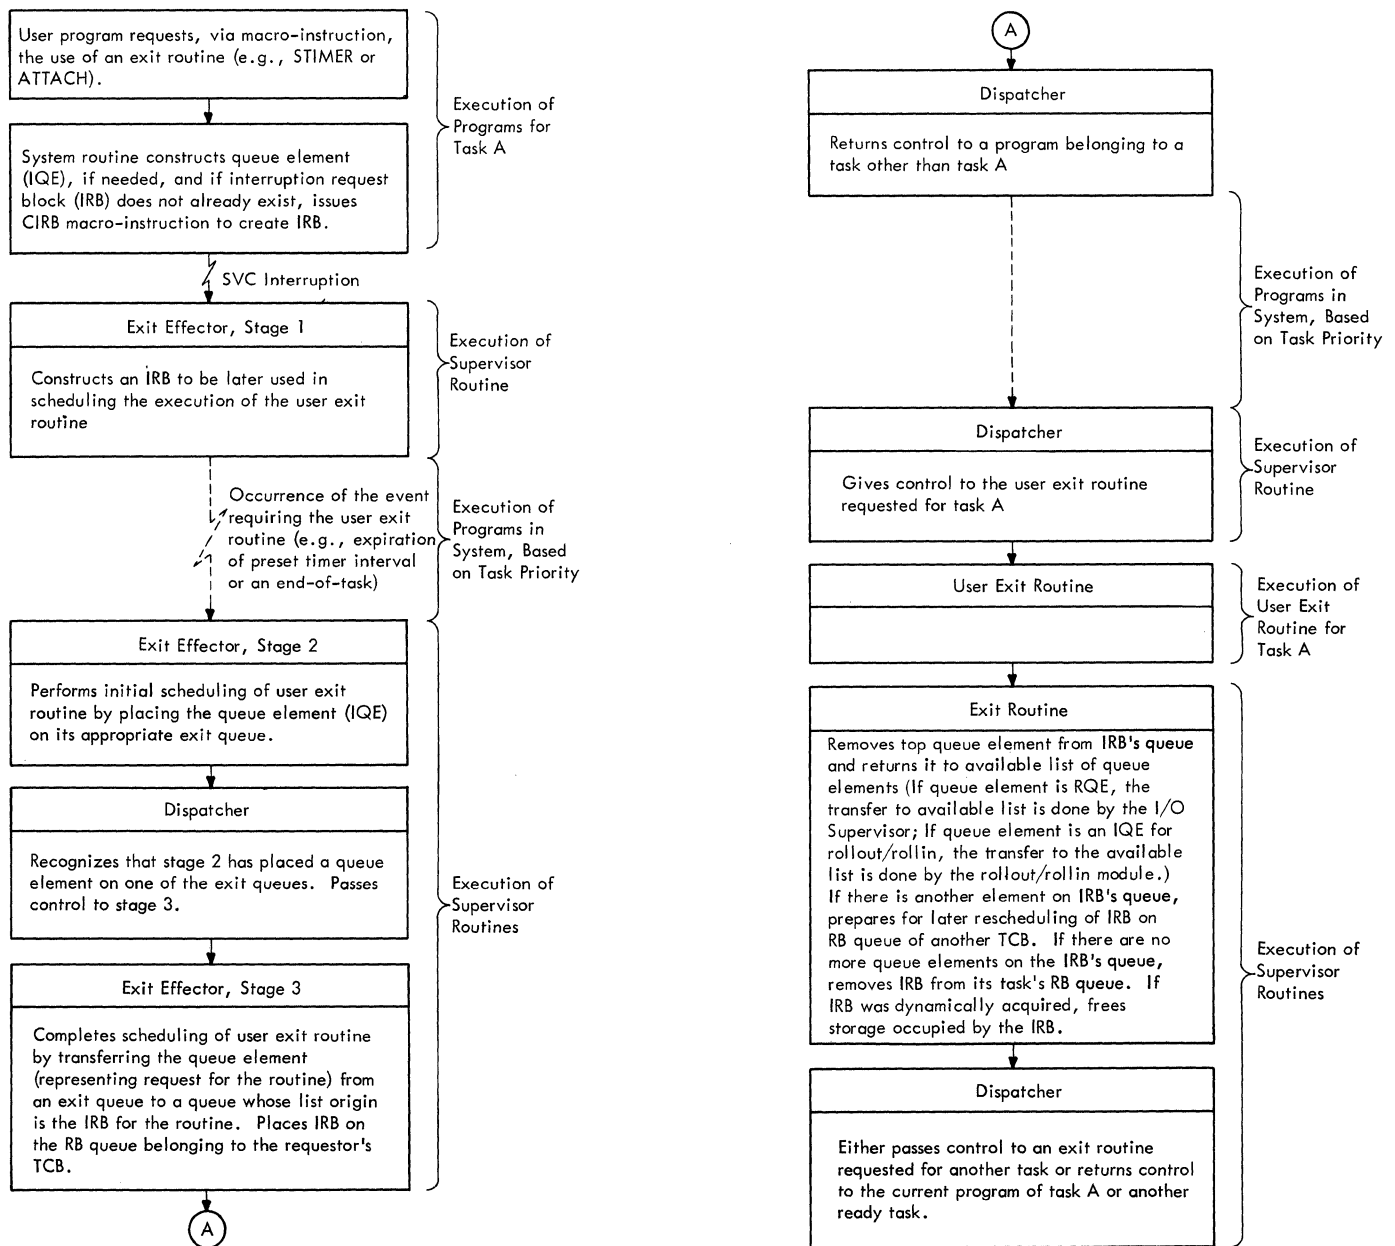 User program requests, via macro-instruction,
the use of an exit routine (e.g., STIMER or
ATTACH).
Execution of
Programs for
Task A
System routine constructs queue element
(IQE), if needed, and if interruption request
block (IRB) does not already exist, issues
CIRB macro-instruction to create IRB.
SVC Interruption
Exit Effector, Stage 1
Constructs an IRB to be later used in
scheduling the execution of the user exit
routine
Execution of
Supervisor
Routine
Occurrence of the event
requiring the user exit
routine (e.g., expiration
of preset timer interval
or an end-of-task)
Execution of
Programs in
System, Based
on Task Priority
Exit Effector, Stage 2
Performs initial scheduling of user exit
routine by placing the queue element (IQE)
on its appropriate exit queue.
Dispatcher
Recognizes that stage 2 has placed a queue
element on one of the exit queues. Passes
control to stage 3.
Execution of
Supervisor
Routines
Exit Effector, Stage 3
Completes scheduling of user exit routine
by transferring the queue element
(representing request for the routine) from
an exit queue to a queue whose list origin
is the IRB for the routine. Places IRB on
the RB queue belonging to the requestor's
TCB.
A
A
Dispatcher
Returns control to a program belonging to a
task other than task A
Execution of
Programs in
System, Based
on Task Priority
Dispatcher
Gives control to the user exit routine
requested for task A
Execution of
Supervisor
Routine
User Exit Routine
Execution of
User Exit
Routine for
Task A
Exit Routine
Removes top queue element from IRB's queue
and returns it to available list of queue
elements (If queue element is RQE, the
transfer to available list is done by the I/O
Supervisor; If queue element is an IQE for
rollout/rollin, the transfer to the available
list is done by the rollout/rollin module.)
If there is another element on IRB's queue,
prepares for later rescheduling of IRB on
RB queue of another TCB. If there are no
more queue elements on the IRB's queue,
removes IRB from its task's RB queue. If
IRB was dynamically acquired, frees
storage occupied by the IRB.
Execution of
Supervisor
Routines
Dispatcher
Either passes control to an exit routine
requested for another task or returns control
to the current program of task A or another
ready task.